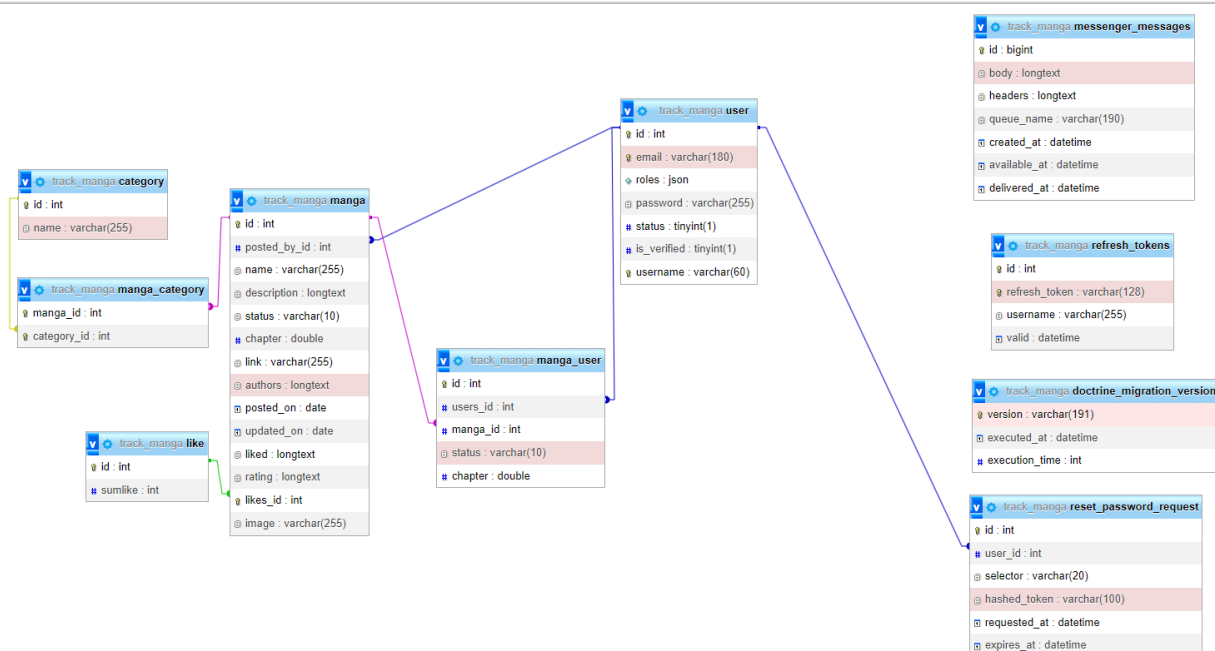 track_manga category
id : int
name : varchar(255)
track_manga manga_category
manga_id : int
category_id : int
track_manga like
id : int
sumlike : int
track_manga manga
id : int
posted_by_id : int
name : varchar(255)
description : longtext
status : varchar(10)
chapter : double
link : varchar(255)
authors : longtext
posted_on : date
updated_on : date
liked : longtext
rating : longtext
likes_id : int
image : varchar(255)
track_manga manga_user
id : int
users_id : int
manga_id : int
status : varchar(10)
chapter : double
track_manga user
id : int
email : varchar(180)
roles : json
password : varchar(255)
status : tinyint(1)
is_verified : tinyint(1)
username : varchar(60)
track_manga messenger_messages
id : bigint
body : longtext
headers : longtext
queue_name : varchar(190)
created_at : datetime
available_at : datetime
delivered_at : datetime
track_manga refresh_tokens
id : int
refresh_token : varchar(128)
username : varchar(255)
valid : datetime
track_manga doctrine_migration_version
version : varchar(191)
executed_at : datetime
execution_time : int
track_manga reset_password_request
id : int
user_id : int
selector : varchar(20)
hashed_token : varchar(100)
requested_at : datetime
expires_at : datetime